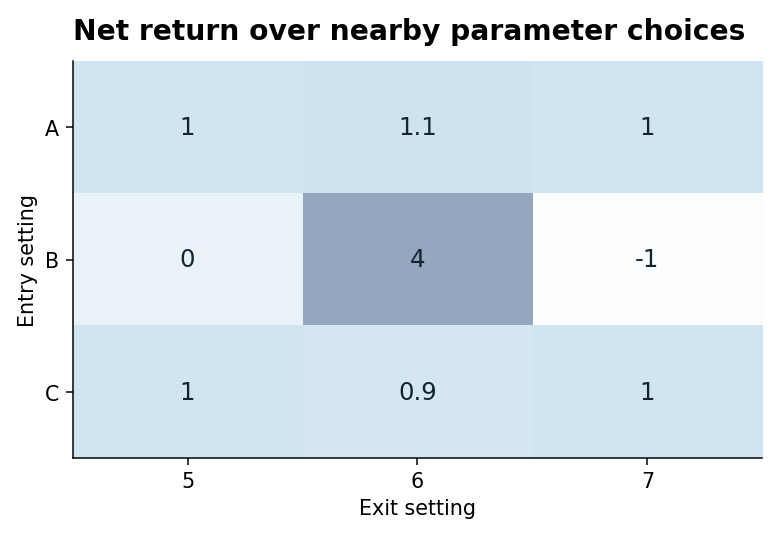 Net return over nearby parameter choices
Entry setting
A
1
1.1
1
B
0
4
-1
C
1
0.9
1
5
6
7
Exit setting